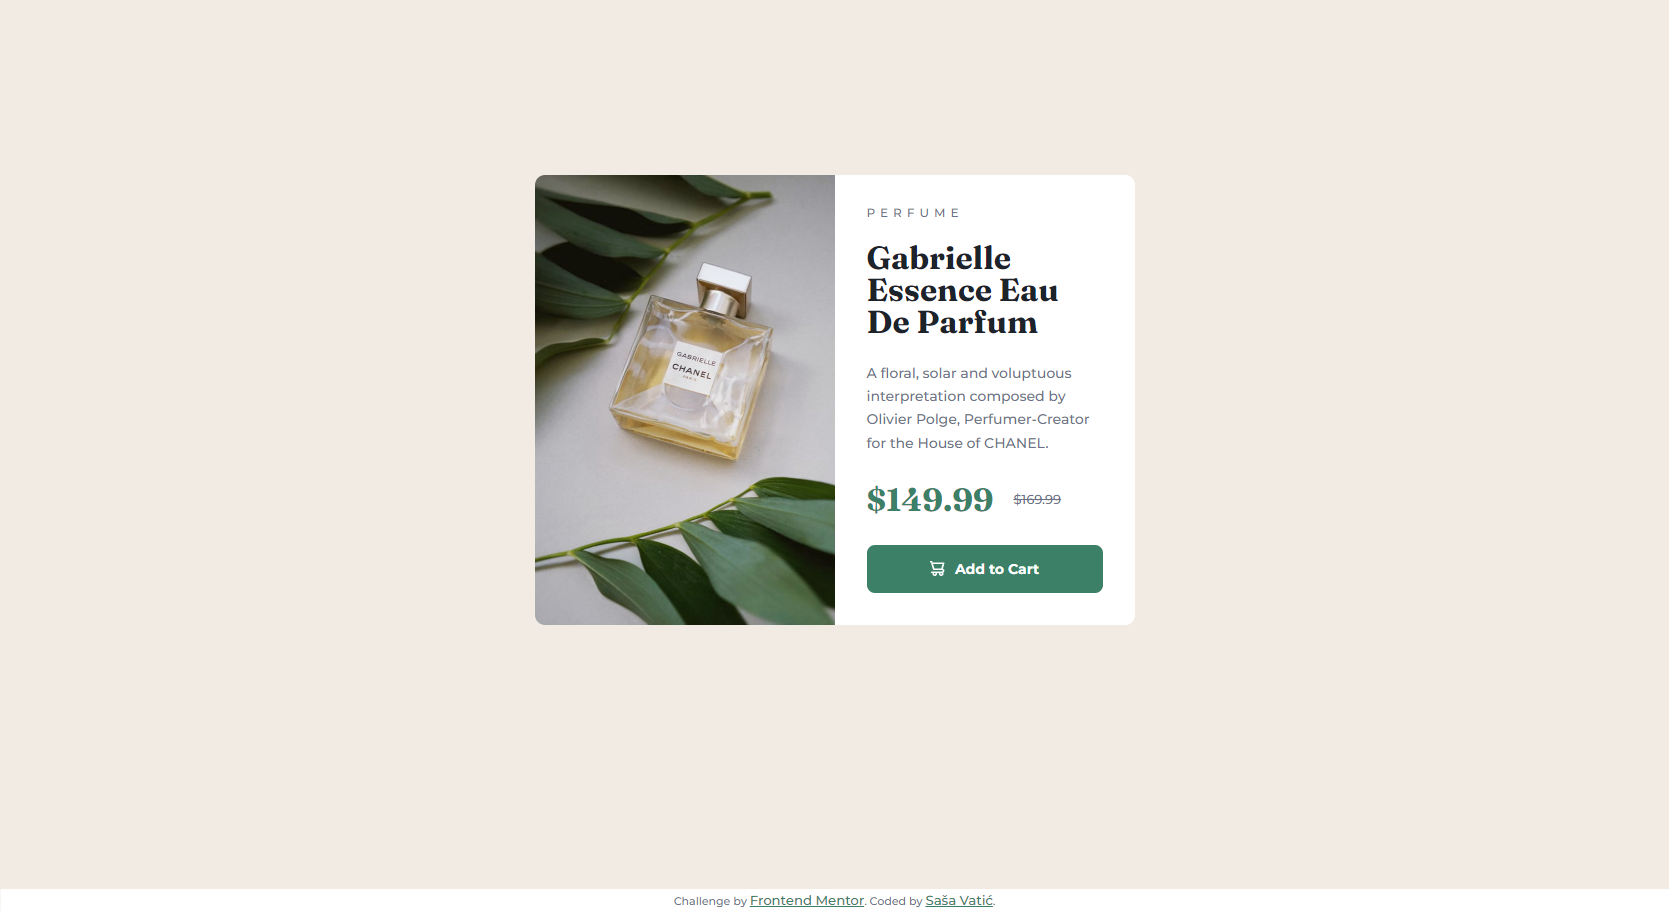 PERFUME
Gabrielle
Essence Eau
De Parfum
A floral, solar and voluptuous
interpretation composed by
Olivier Polge, Perfumer-Creator
for the House of CHANEL.
$149.99 $169.99
Add to Cart
GABRIELLE
CHANEL
PARIS
Challenge by Frontend Mentor. Coded by Saša Vatić.